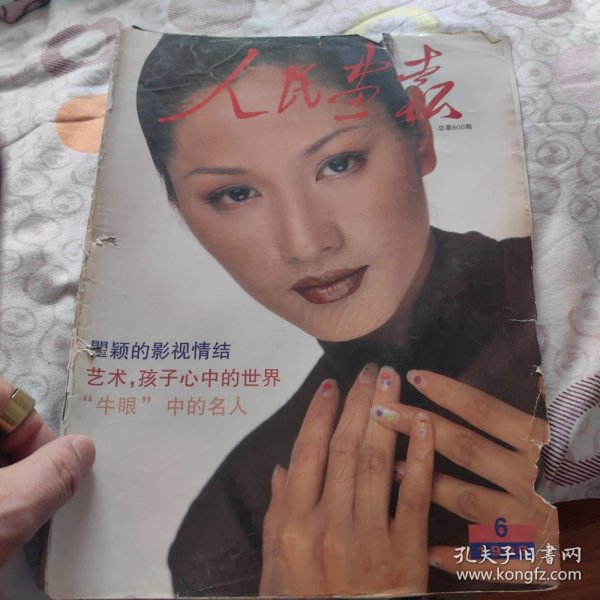 人民画报
总第600期
瞿颖的影视情结
艺术，孩子心中的世界
“牛眼” 中的名人
6
孔夫子旧书网
www.kongfz.com